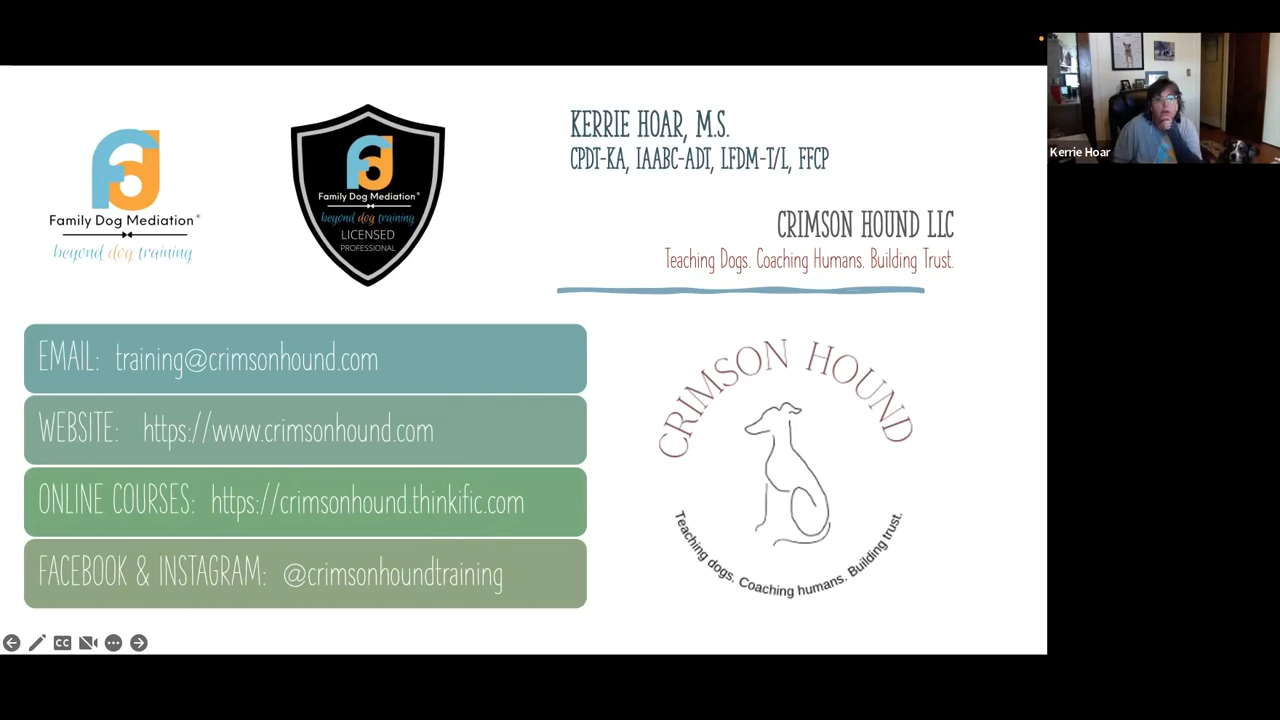 Family Dog Mediation®
beyond dog training
Family Dog Mediation®
beyond dog training
LICENSED
PROFESSIONAL
KERRIE HOAR, M.S.
CPDT-KA, IAABC-ADT, LFDM-T/I, FFCP
CRIMSON HOUND LLC
Teaching Dogs. Coaching Humans. Building Trust.
EMAIL: training@crimsonhound.com
WEBSITE: https://www.crimsonhound.com
ONLINE COURSES: https://crimsonhound.thinkific.com
FACEBOOK & INSTAGRAM: @crimsonhoundtraining
CRIMSON HOUND
Teaching dogs. Coaching humans. Building trust.
CC
Kerrie Hoar